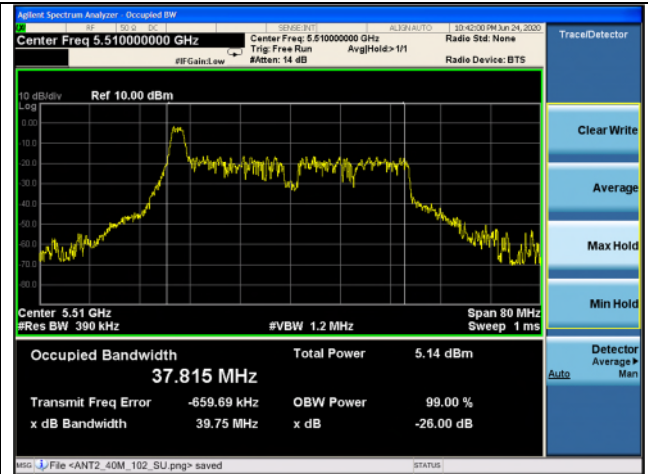 Agilent Spectrum Analyzer - Occupied BW
RF 50 Ω DC SENSE:INT ALIGNAUTO 10:42:00 PM Jun 24, 2020
Center Freq 5.510000000 GHz Center Freq: 5.510000000 GHz Radio Std: None Trace/Detector
Trig: Free Run Avg|Hold:>1/1
#IFGain:Low #Atten: 14 dB Radio Device: BTS
10 dB/div Ref 10.00 dBm
Log
0.00
-10.0
-20.0
-30.0
-40.0
-50.0
-60.0
-70.0
-80.0
Clear Write
Average
Max Hold
Min Hold
Center 5.51 GHz Span 80 MHz
#Res BW 390 kHz #VBW 1.2 MHz Sweep 1 ms
Occupied Bandwidth Total Power 5.14 dBm
37.815 MHz
Transmit Freq Error -659.69 kHz OBW Power 99.00 %
x dB Bandwidth 39.75 MHz x dB -26.00 dB
Detector
Average▶
Auto Man
MSG File <ANT2_40M_102_SU.png> saved STATUS